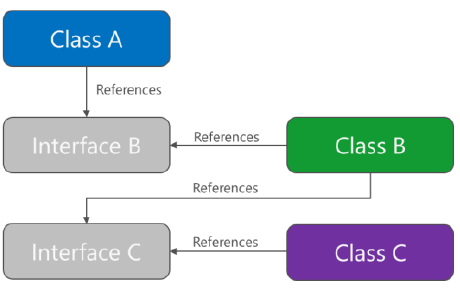 Class A
References
Interface B
References
Class B
References
Interface C
References
Class C